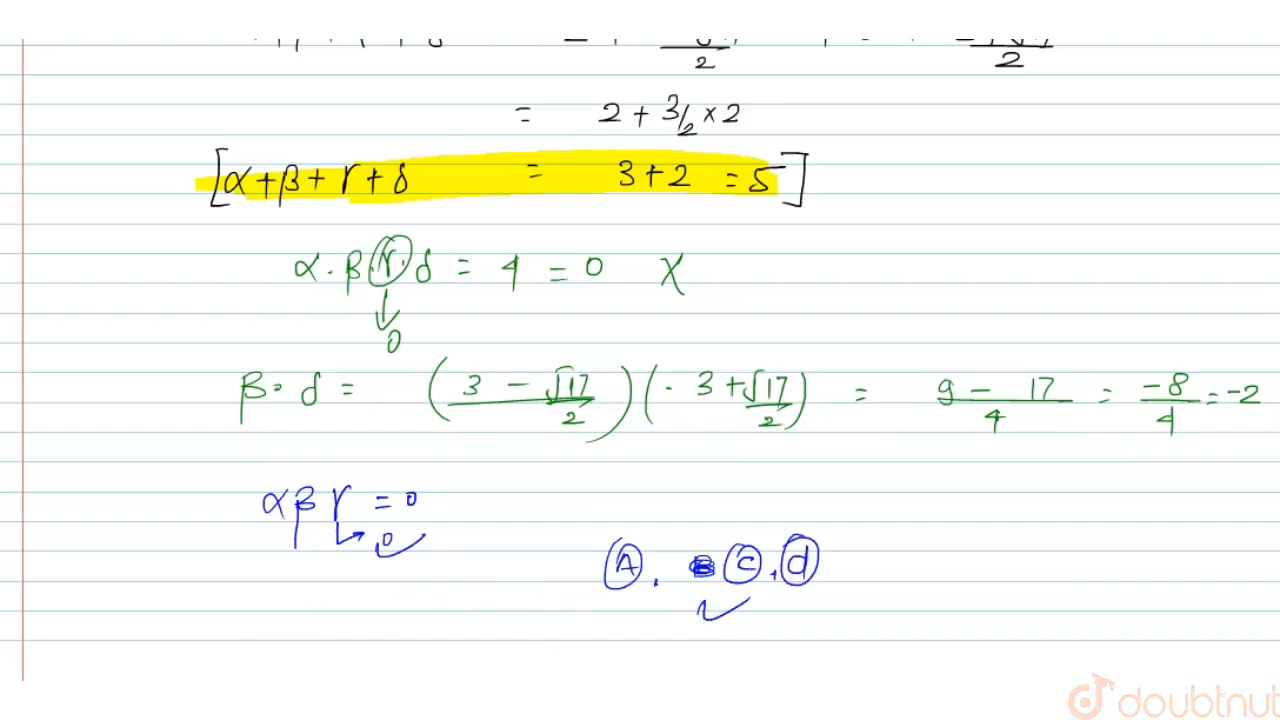 = 2 + 3/2 × 2
[α + β + γ + δ = 3 + 2 = 5]
α . β . γ . δ = 4 = 0 X
0
β . δ = (3 - √17 / 2) (3 + √17 / 2) = 9 - 17 / 4 = -8 / 4 = -2
α β γ = 0
0
A , C , d
doubtnut